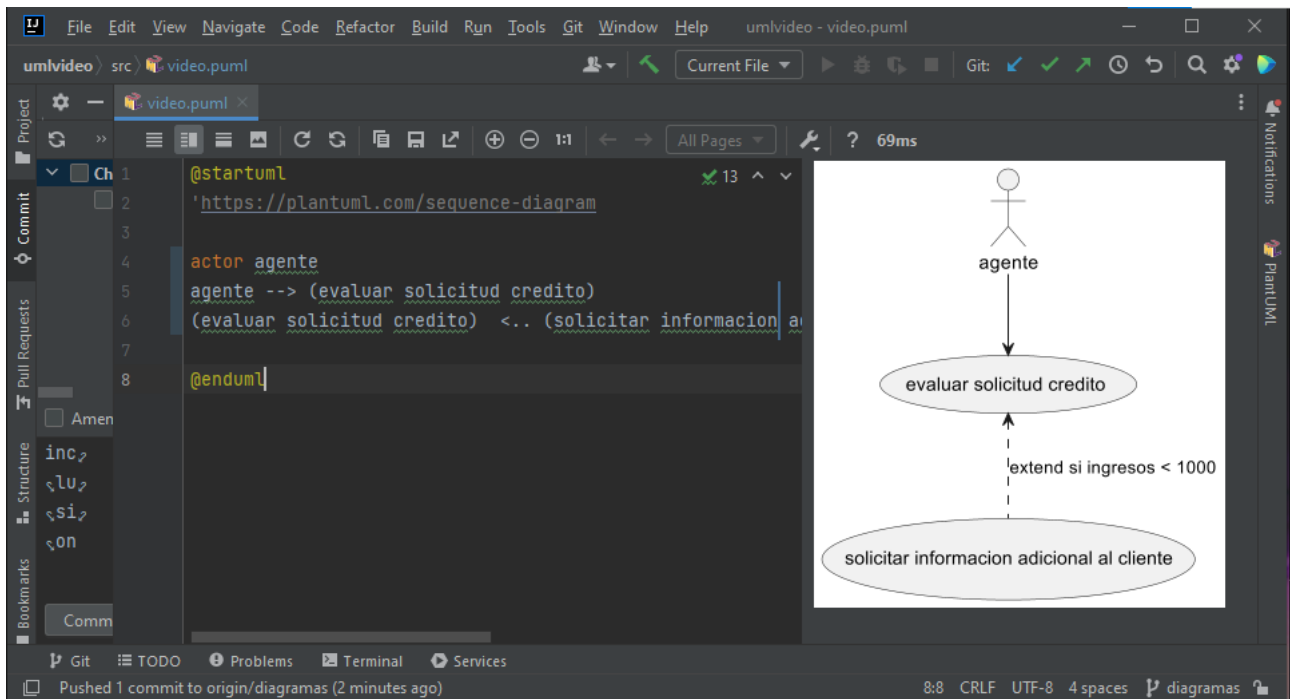 File Edit View Navigate Code Refactor Build Run Tools Git Window Help umlvideo - video.puml
umlvideo src video.puml Current File Git:
Project
Commit
Pull Requests
Structure
Bookmarks
video.puml
1:1 All Pages ? 69ms
Ch
1 @startuml
13
2 'https://plantuml.com/sequence-diagram
3
4 actor agente
5 agente --> (evaluar solicitud credito)
6 (evaluar solicitud credito) <.. (solicitar informacion a
7
8 @enduml
Amen
inc
lu
si
on
Comm
agente
evaluar solicitud credito
extend si ingresos < 1000
solicitar informacion adicional al cliente
Notifications
PlantUML
Git TODO Problems Terminal Services
Pushed 1 commit to origin/diagramas (2 minutes ago) 8:8 CRLF UTF-8 4 spaces diagramas